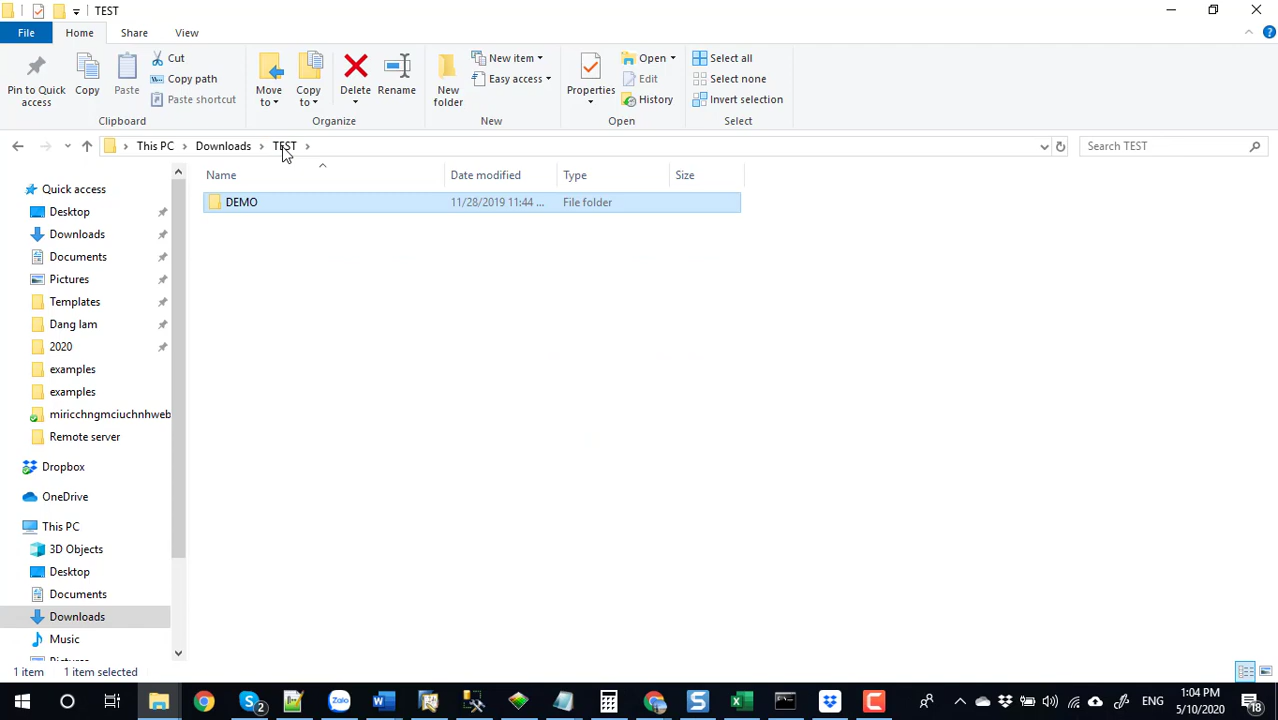 TEST
File Home Share View
Pin to Quick access
Copy
Paste
Cut
Copy path
Paste shortcut
Clipboard
Move to
Copy to
Delete
Rename
Organize
New folder
New item
Easy access
New
Properties
Open
Edit
History
Open
Select all
Select none
Invert selection
Select
This PC Downloads TEST
Search TEST
Name Date modified Type Size
DEMO 11/28/2019 11:44 ... File folder
Quick access
Desktop
Downloads
Documents
Pictures
Templates
Dang lam
2020
examples
examples
miricchngmciuchnhweb
Remote server
Dropbox
OneDrive
This PC
3D Objects
Desktop
Documents
Downloads
Music
Pictures
1 item 1 item selected
2
Zalo
ENG
1:04 PM
5/10/2020
18